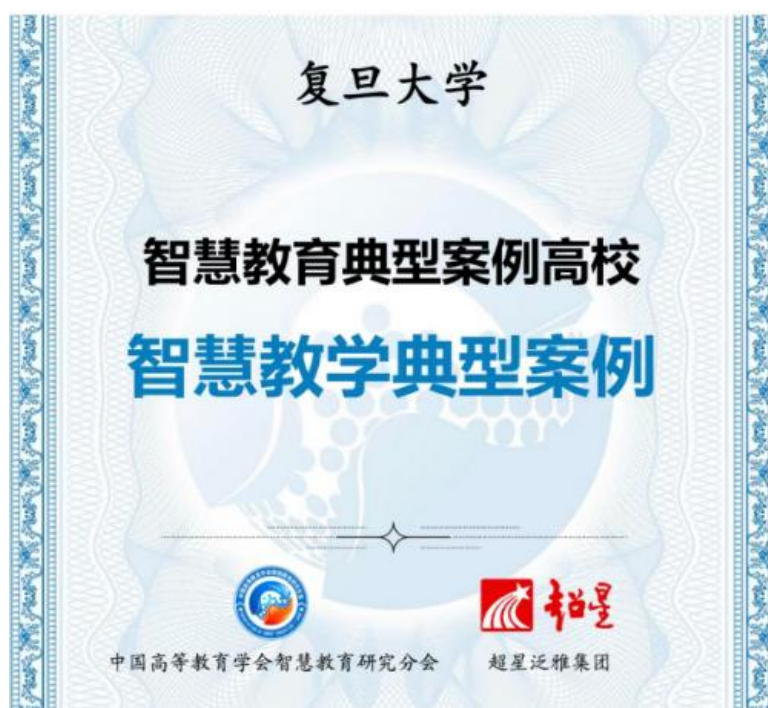 复旦大学
智慧教育典型案例高校
智慧教学典型案例
超星
中国高等教育学会智慧教育研究分会
超星泛雅集团